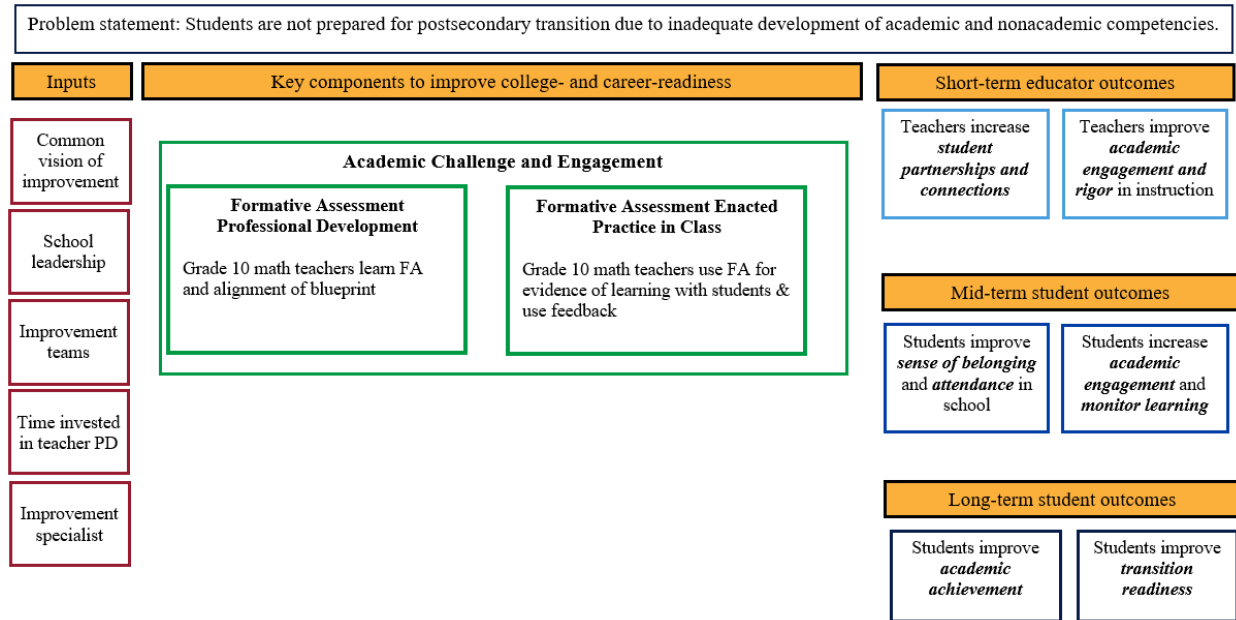 Problem statement: Students are not prepared for postsecondary transition due to inadequate development of academic and nonacademic competencies.
Inputs
Common
vision of
improvement
School
leadership
Improvement
teams
Time invested
in teacher PD
Improvement
specialist
Key components to improve college- and career-readiness
Academic Challenge and Engagement
Formative Assessment
Professional Development
Grade 10 math teachers learn FA
and alignment of blueprint
Formative Assessment Enacted
Practice in Class
Grade 10 math teachers use FA for
evidence of learning with students &
use feedback
Short-term educator outcomes
Teachers increase
student
partnerships and
connections
Teachers improve
academic
engagement and
rigor in instruction
Mid-term student outcomes
Students improve
sense of belonging
and attendance in
school
Students increase
academic
engagement and
monitor learning
Long-term student outcomes
Students improve
academic
achievement
Students improve
transition
readiness